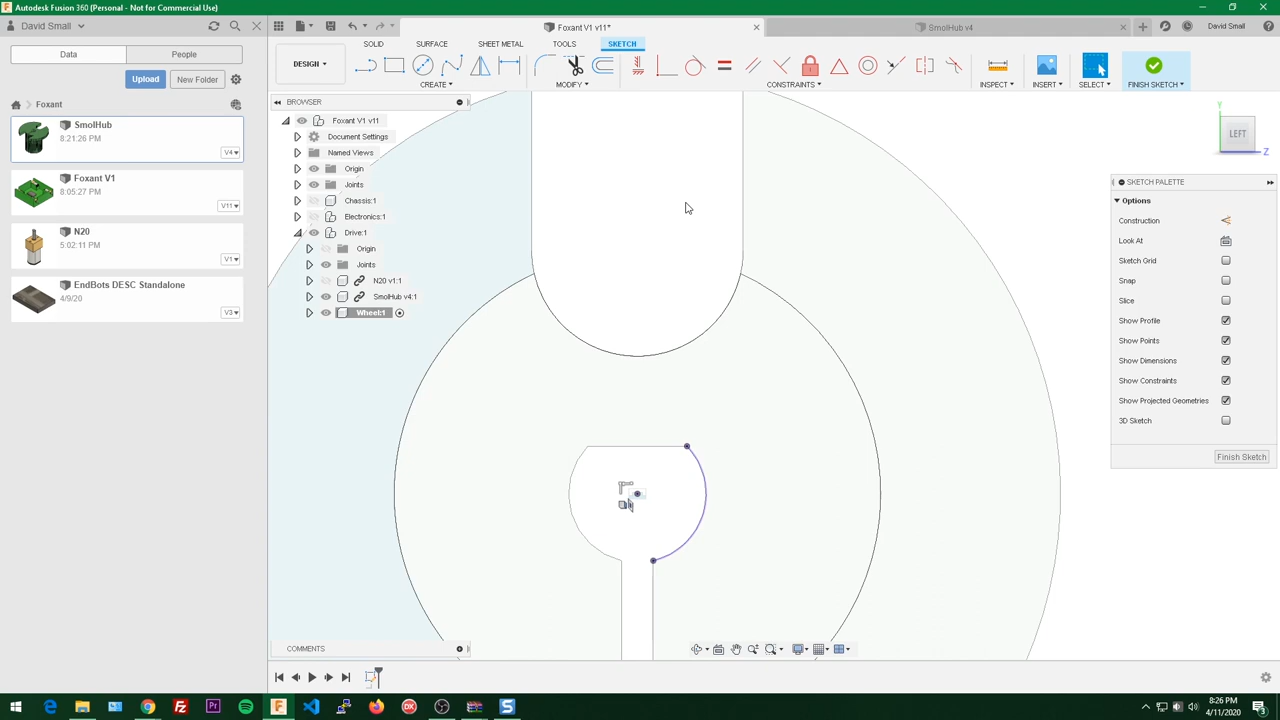 Autodesk Fusion 360 (Personal - Not for Commercial Use)
David Small
Foxant V1 v11*
SmolHub v4
David Small
Data
People
SOLID
SURFACE
SHEET METAL
TOOLS
SKETCH
DESIGN
CREATE
MODIFY
CONSTRAINTS
INSPECT
INSERT
SELECT
FINISH SKETCH
Upload
New Folder
Foxant
SmolHub
8:21:26 PM
V4
Foxant V1
8:05:27 PM
V11
N20
5:02:11 PM
V1
EndBots DESC Standalone
4/9/20
V3
BROWSER
Foxant V1 v11
Document Settings
Named Views
Origin
Joints
Chassis:1
Electronics:1
Drive:1
Origin
Joints
N20 v1:1
SmolHub v4:1
Wheel:1
LEFT
Y
Z
SKETCH PALETTE
Options
Construction
Look At
Sketch Grid
Snap
Slice
Show Profile
Show Points
Show Dimensions
Show Constraints
Show Projected Geometries
3D Sketch
Finish Sketch
COMMENTS
8:26 PM
4/11/2020
3